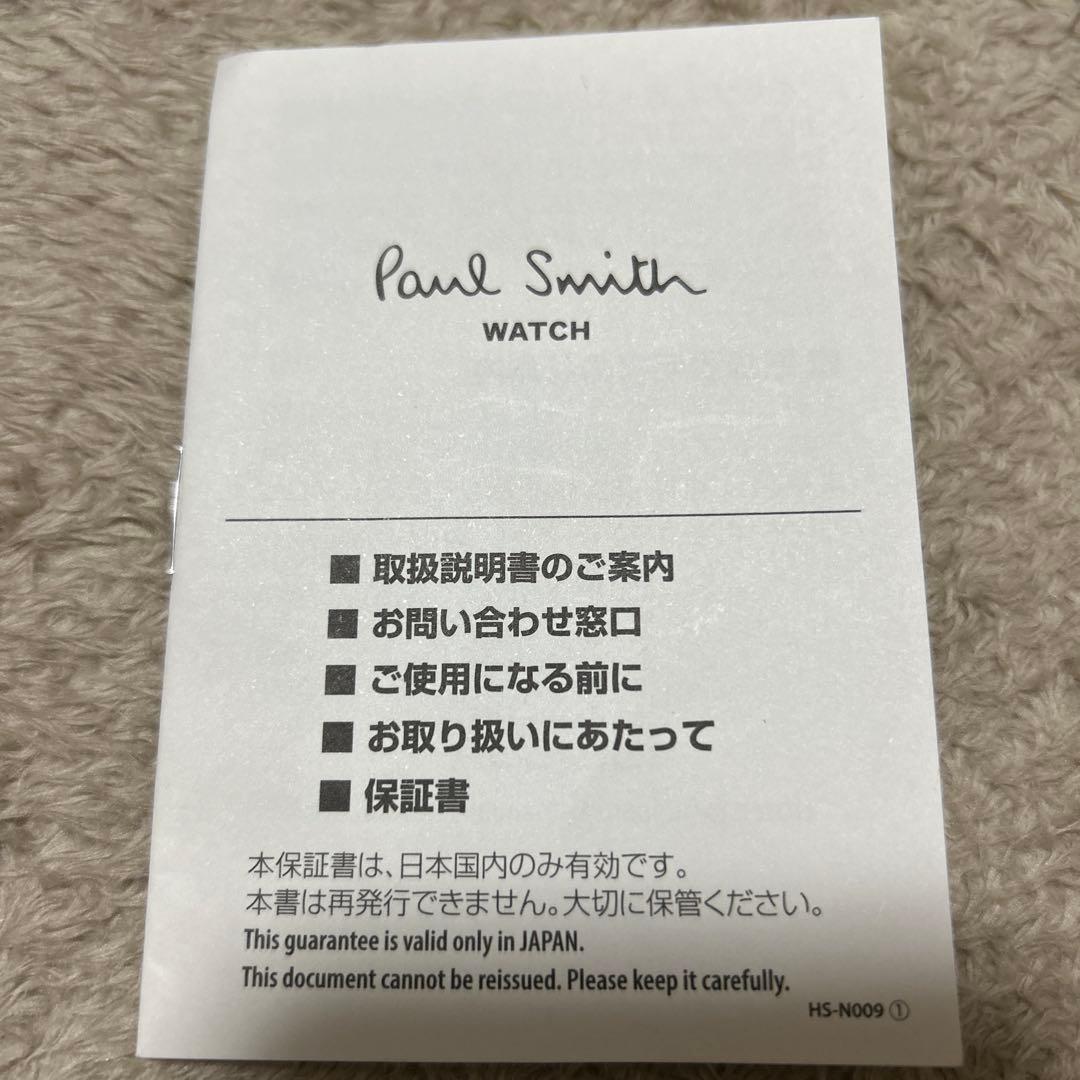 Paul Smith
WATCH
■ 取扱説明書のご案内
■ お問い合わせ窓口
■ ご使用になる前に
■ お取り扱いにあたって
■ 保証書
本保証書は、日本国内のみ有効です。
本書は再発行できません。大切に保管ください。
This guarantee is valid only in JAPAN.
This document cannot be reissued. Please keep it carefully.
HS-N009 ①